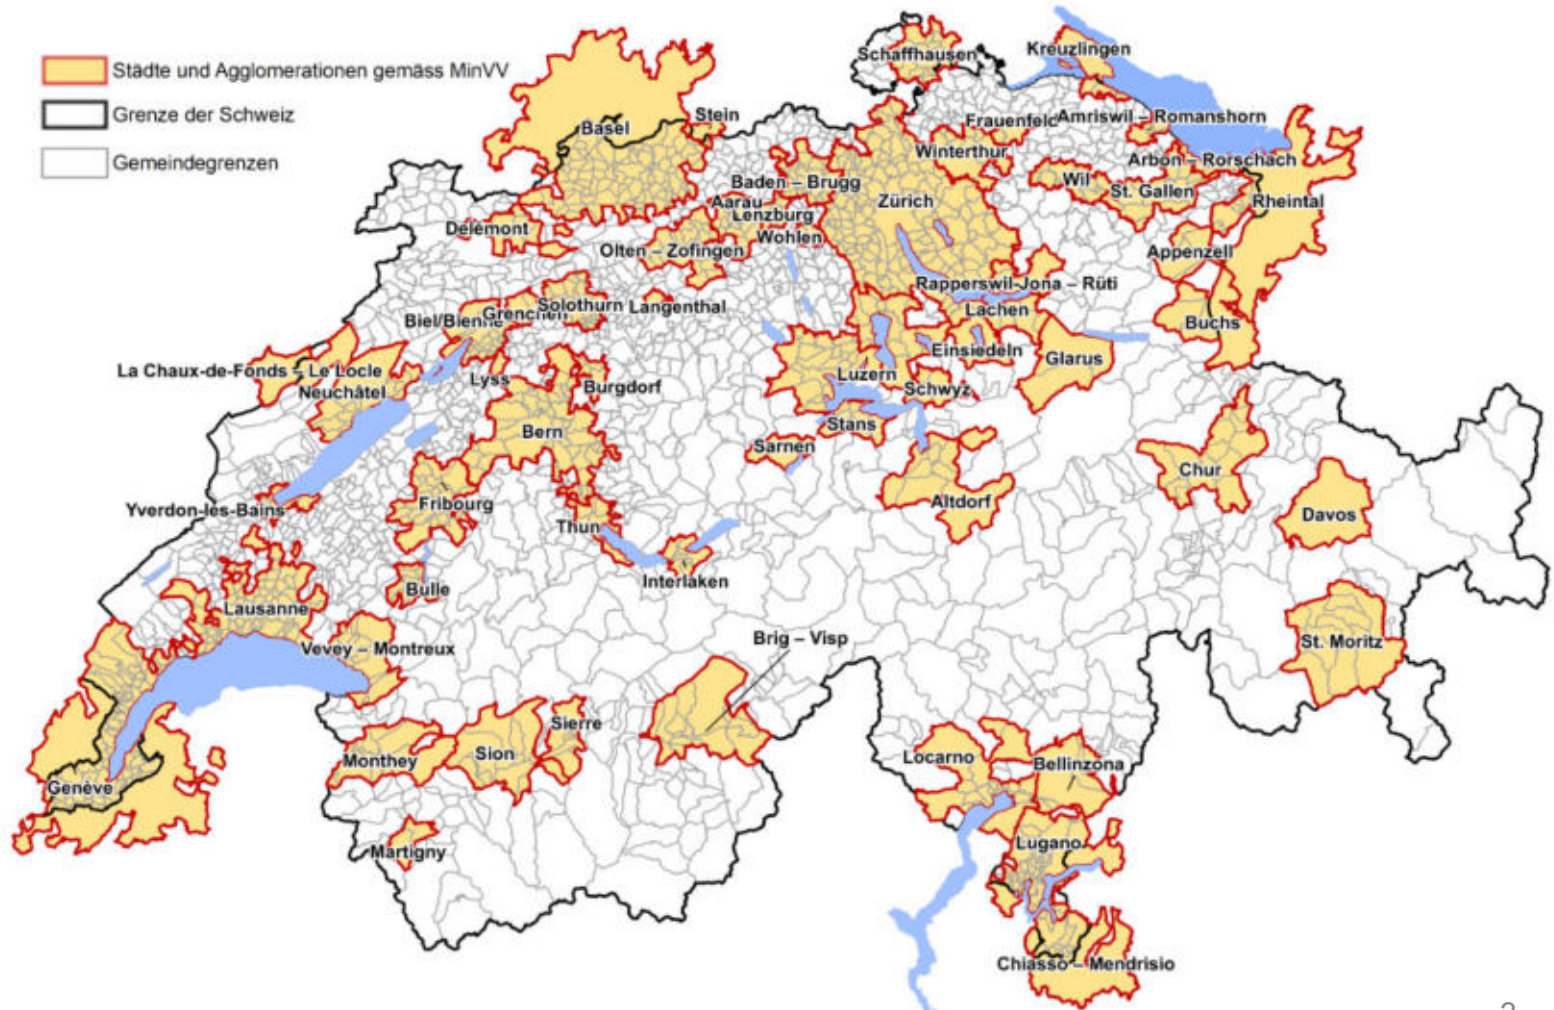 Städte und Agglomerationen gemäss MinVV
Grenze der Schweiz
Gemeindegrenzen
Schaffhausen
Kreuzlingen
Basel
Stein
Frauenfeld
Amriswil – Romanshorn
Winterthur
Arbon – Rorschach
Baden – Brugg
Wil
St. Gallen
Aarau
Lenzburg
Zürich
Rheintal
Delémont
Wohlen
Olten – Zofingen
Appenzell
Rapperswil-Jona – Rüti
Solothurn
Langenthal
Grenchen
Biel/Bienne
Lachen
Buchs
Einsiedeln
Glarus
La Chaux-de-Fonds – Le Locle
Luzern
Lyss
Burgdorf
Schwyz
Neuchâtel
Stans
Bern
Sarnen
Chur
Altdorf
Fribourg
Yverdon-les-Bains
Davos
Thun
Interlaken
Bulle
Lausanne
Brig – Visp
St. Moritz
Vevey – Montreux
Sierre
Sion
Monthey
Locarno
Bellinzona
Genève
Lugano
Martigny
Chiasso – Mendrisio